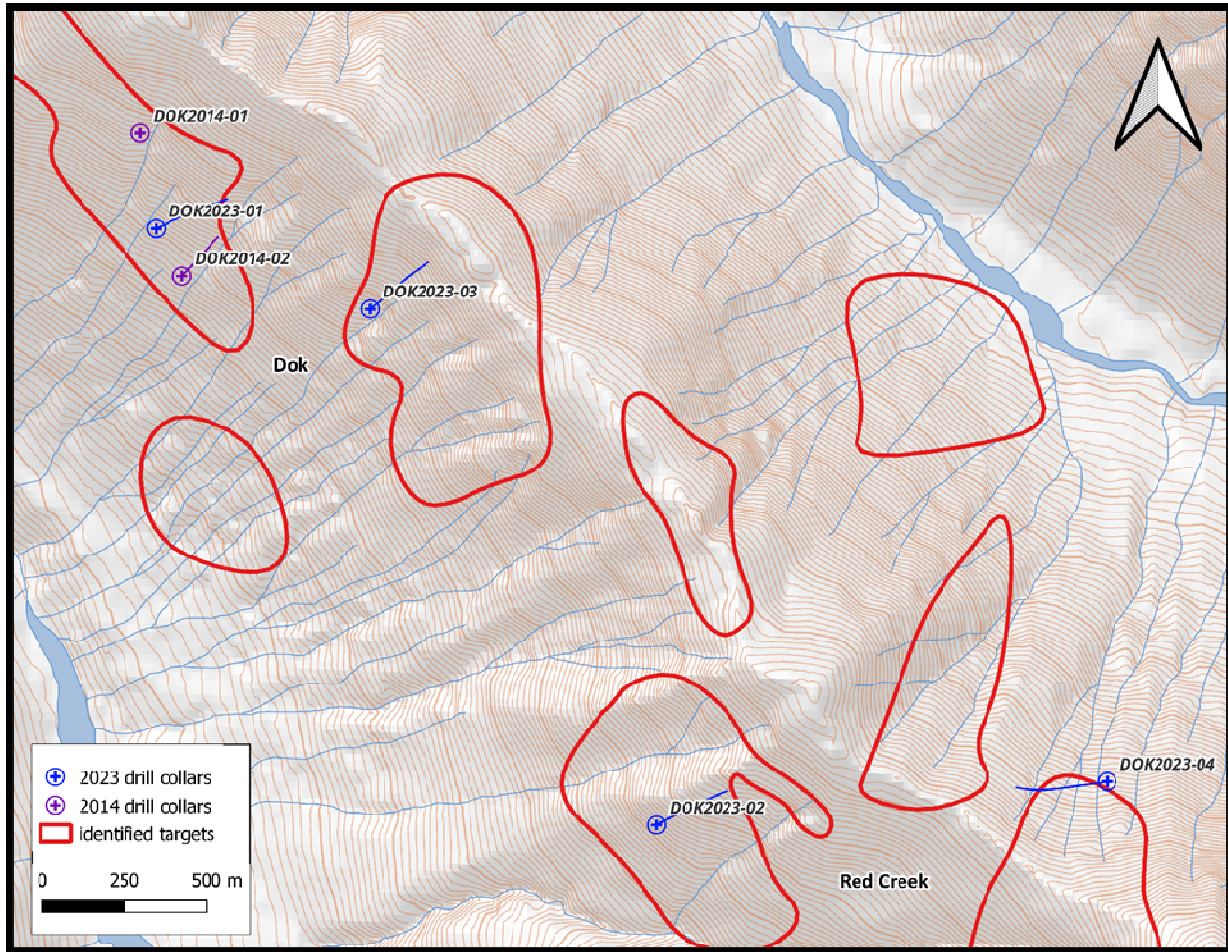 DOK2014-01
DOK2023-01
DOK2014-02
DOK2023-03
Dok
DOK2023-04
DOK2023-02
Red Creek
2023 drill collars
2014 drill collars
identified targets
0 250 500 m